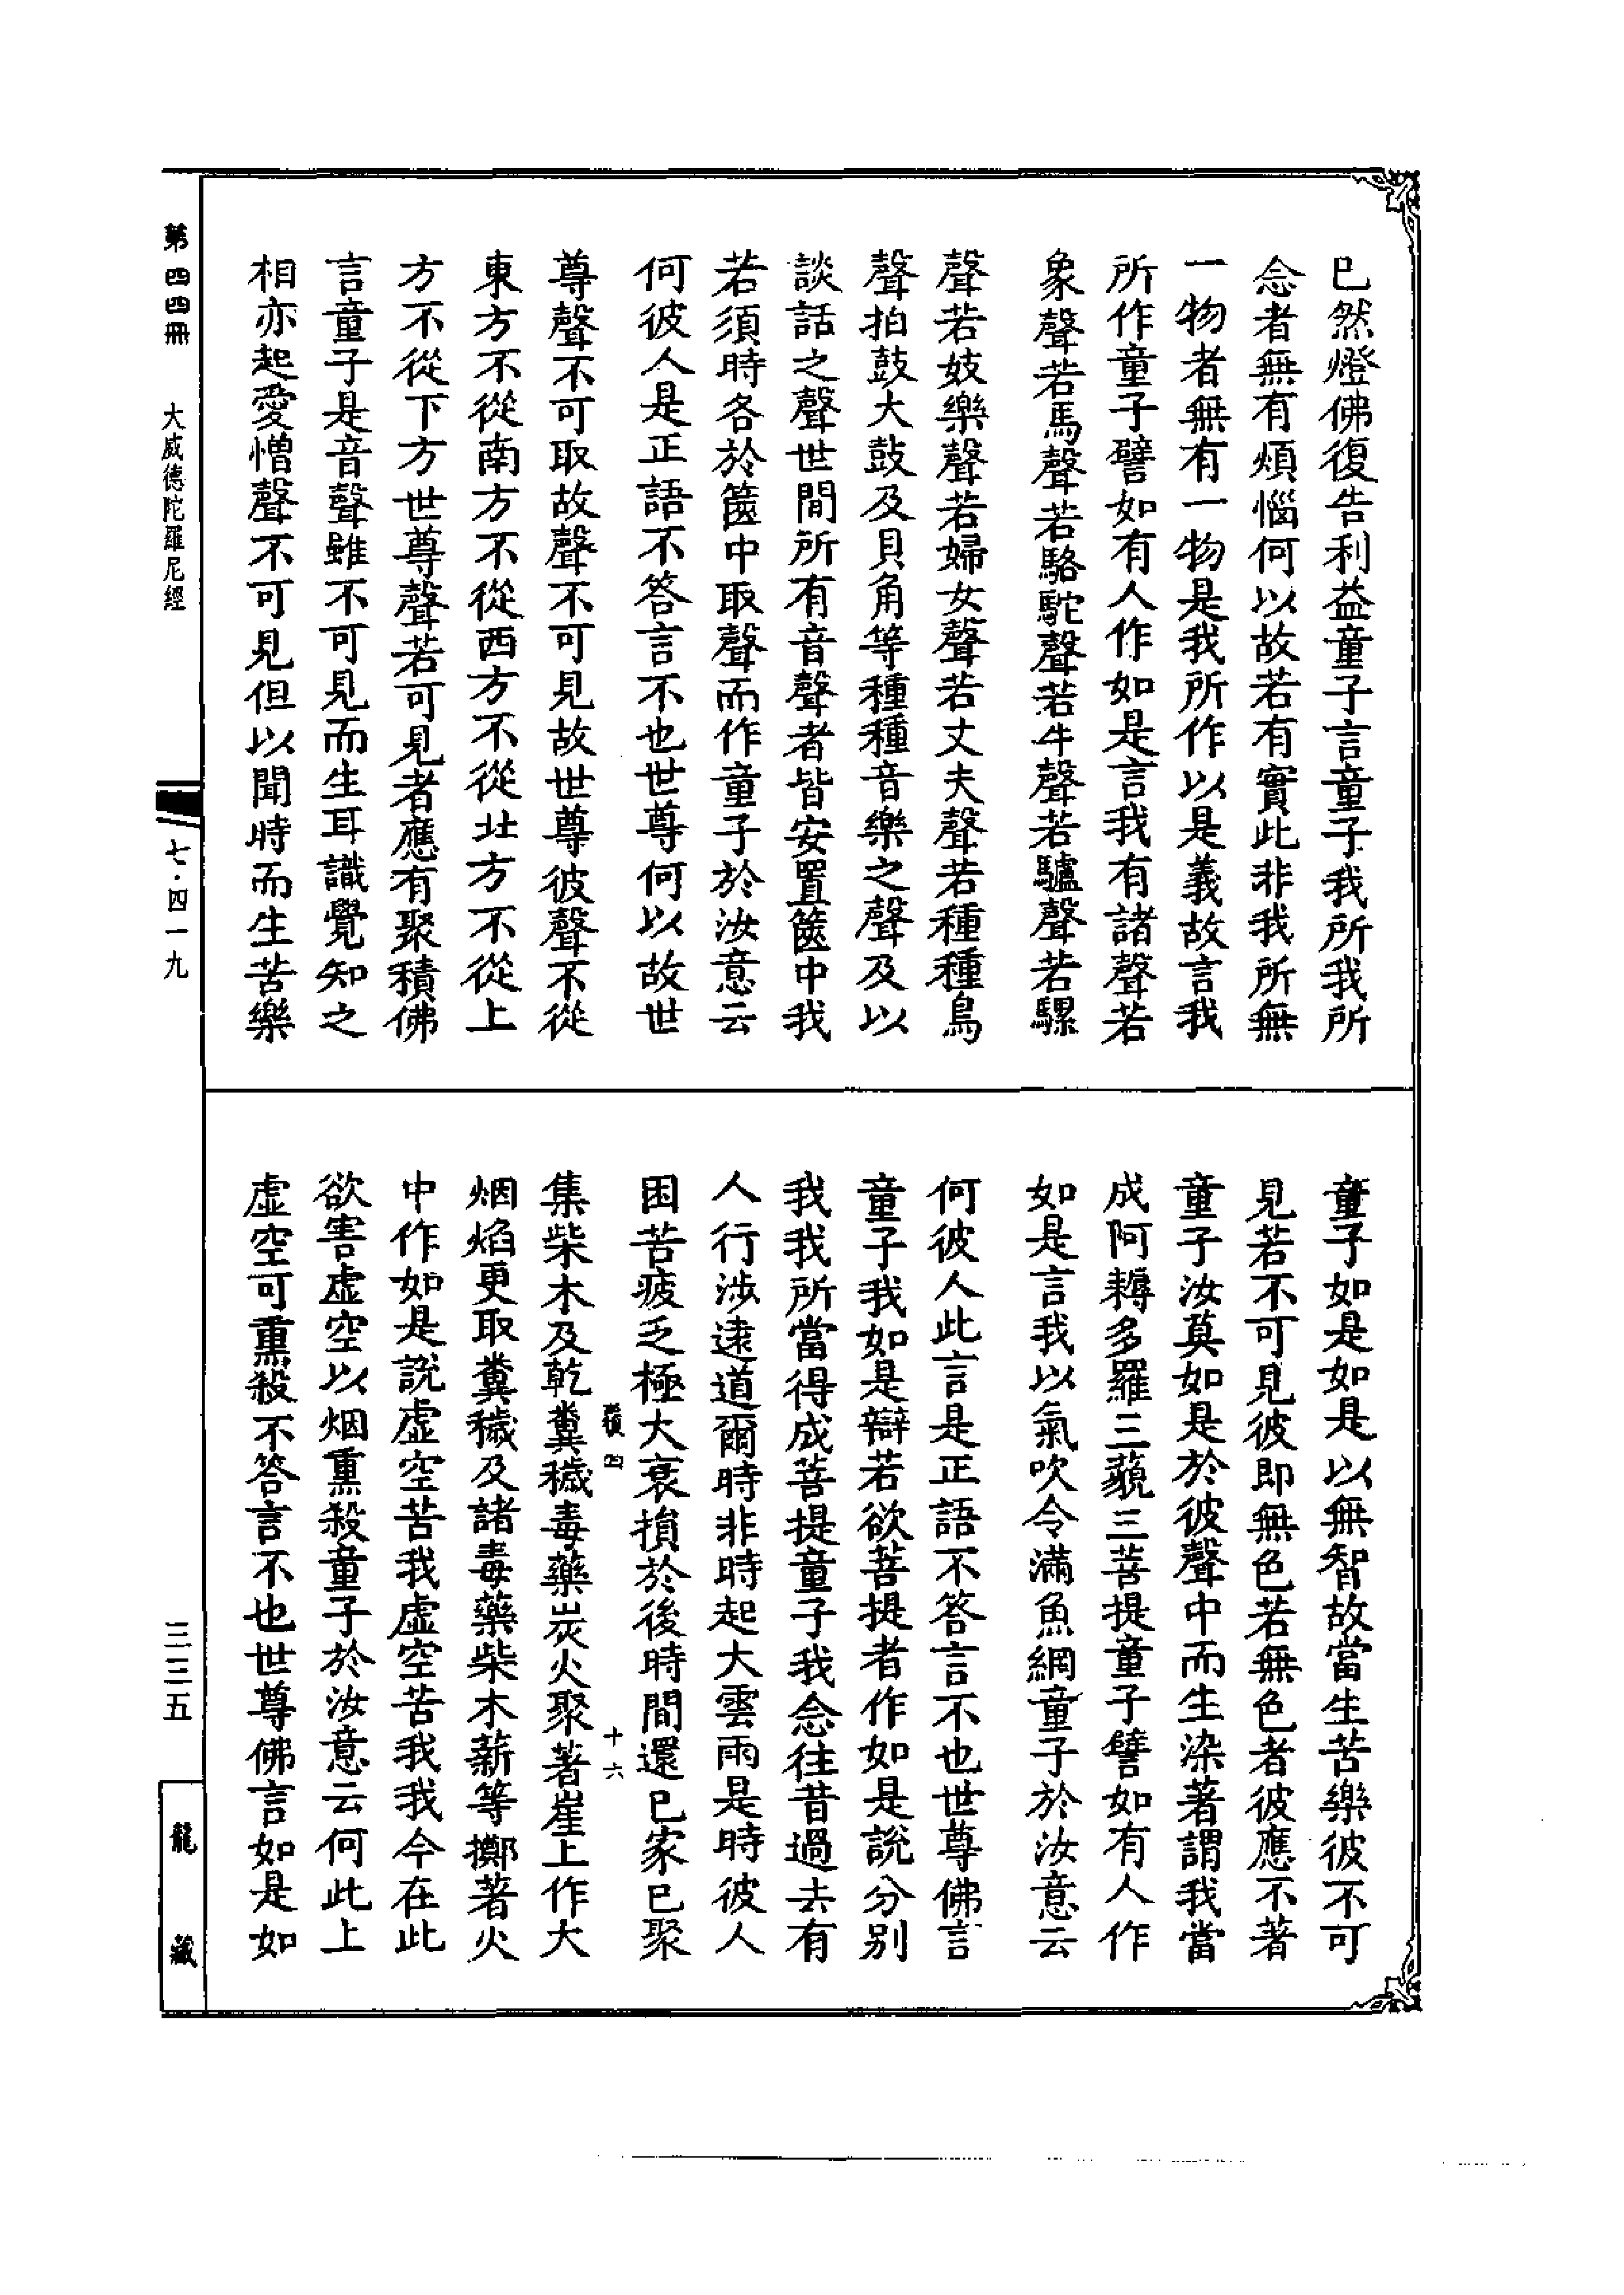 已然燈佛復告利益童子言童子我所我所
念者無有煩惱何以故若有實此非我所無
一物者無有一物是我所作以是義故言我
所作童子譬如有人作如是言我有諸聲若
象聲若馬聲若駱駝聲若牛聲若驢聲若騾
聲若妓樂聲若婦女聲若丈夫聲若種種鳥
聲拍鼓大鼓及貝角等種種音樂之聲及以
談話之聲世間所有音聲者皆安置篋中我
若須時各於篋中取聲而作童子於汝意云
何彼人是正語不答言不也世尊何以故世
尊聲不可取故聲不可見故世尊彼聲不從
東方不從南方不從西方不從北方不從上
方不從下方世尊聲若可見者應有聚積佛
言童子是音聲雖不可見而生耳識覺知之
相亦起愛憎聲不可見但以聞時而生苦樂
童子如是如是以無智故當生苦樂彼不可
見若不可見彼即無色若無色者彼應不著
童子汝莫如是於彼聲中而生染著謂我當
成阿耨多羅三藐三菩提童子譬如有人作
如是言我以氣吹令滿魚網童子於汝意云
何彼人此言是正語不答言不也世尊佛言
童子我如是辯若欲菩提者作如是說分別
我我所當得成菩提童子我念往昔過去有
人行涉遠道爾時非時起大雲雨是時彼人
困苦疲乏極大衰損於後時間還已家已聚
集柴木及乾糞穢毒藥炭火聚著崖上作大
烟焰更取糞穢及諸毒藥柴木薪等擲著火
中作如是說虛空苦我虛空苦我我今在此
欲害虛空以烟熏殺童子於汝意云何此上
虛空可熏殺不答言不也世尊佛言如是如
四
十六
第四四冊
大威德陀羅尼經
七·四一九
三三五
龍藏